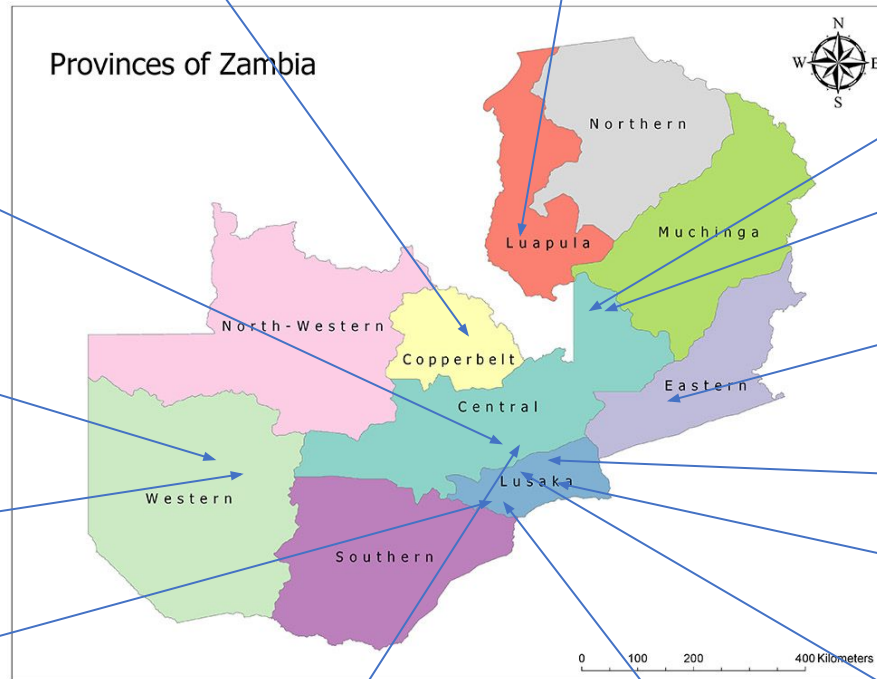 Provinces of Zambia
N
W
E
S
Northern
Luapula
Muchinga
North-Western
Copperbelt
Eastern
Central
Lusaka
Western
Southern
0 100 200 400 Kilometers